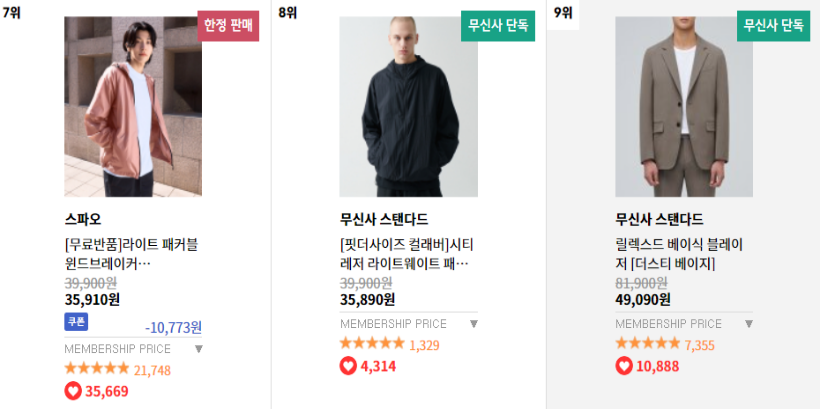 7위
한정 판매
스파오
[무료반품]라이트 패커블
윈드브레이커…
39,900원
35,910원
쿠폰
-10,773원
MEMBERSHIP PRICE ▼
★★★★★ 21,748
35,669
8위
무신사 단독
무신사 스탠다드
[핏더사이즈 컬래버]시티
레저 라이트웨이트 패…
39,900원
35,890원
MEMBERSHIP PRICE ▼
★★★★★ 1,329
4,314
9위
무신사 단독
무신사 스탠다드
릴렉스드 베이식 블레이
저 [더스티 베이지]
81,900원
49,090원
MEMBERSHIP PRICE ▼
★★★★★ 7,355
10,888